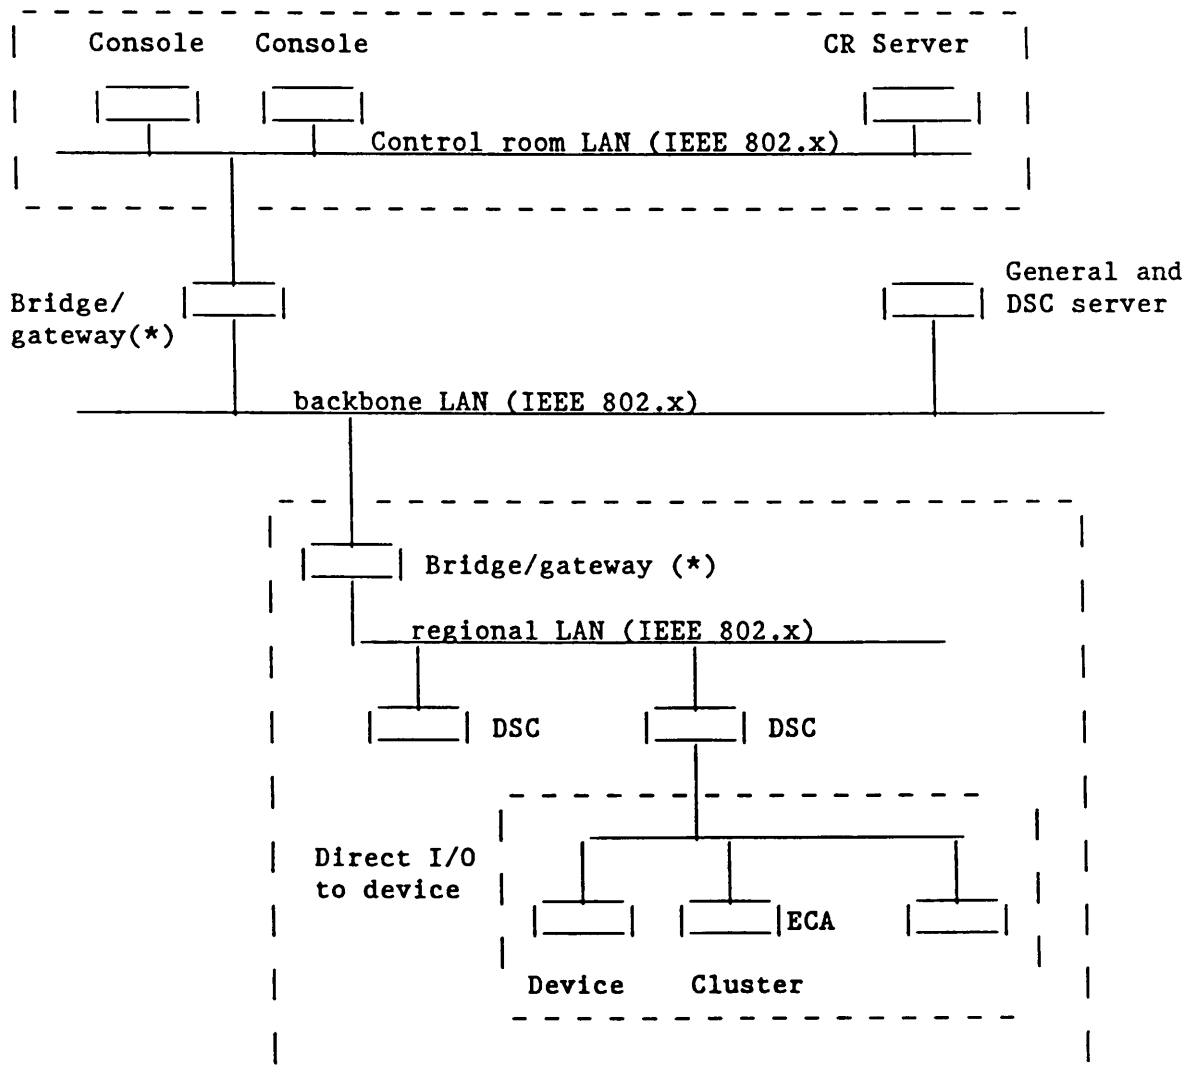 Console Console CR Server
Control room LAN (IEEE 802.x)
General and
DSC server
Bridge/
gateway(*)
backbone LAN (IEEE 802.x)
Bridge/gateway (*)
regional LAN (IEEE 802.x)
DSC DSC
Direct I/O
to device
ECA
Device Cluster